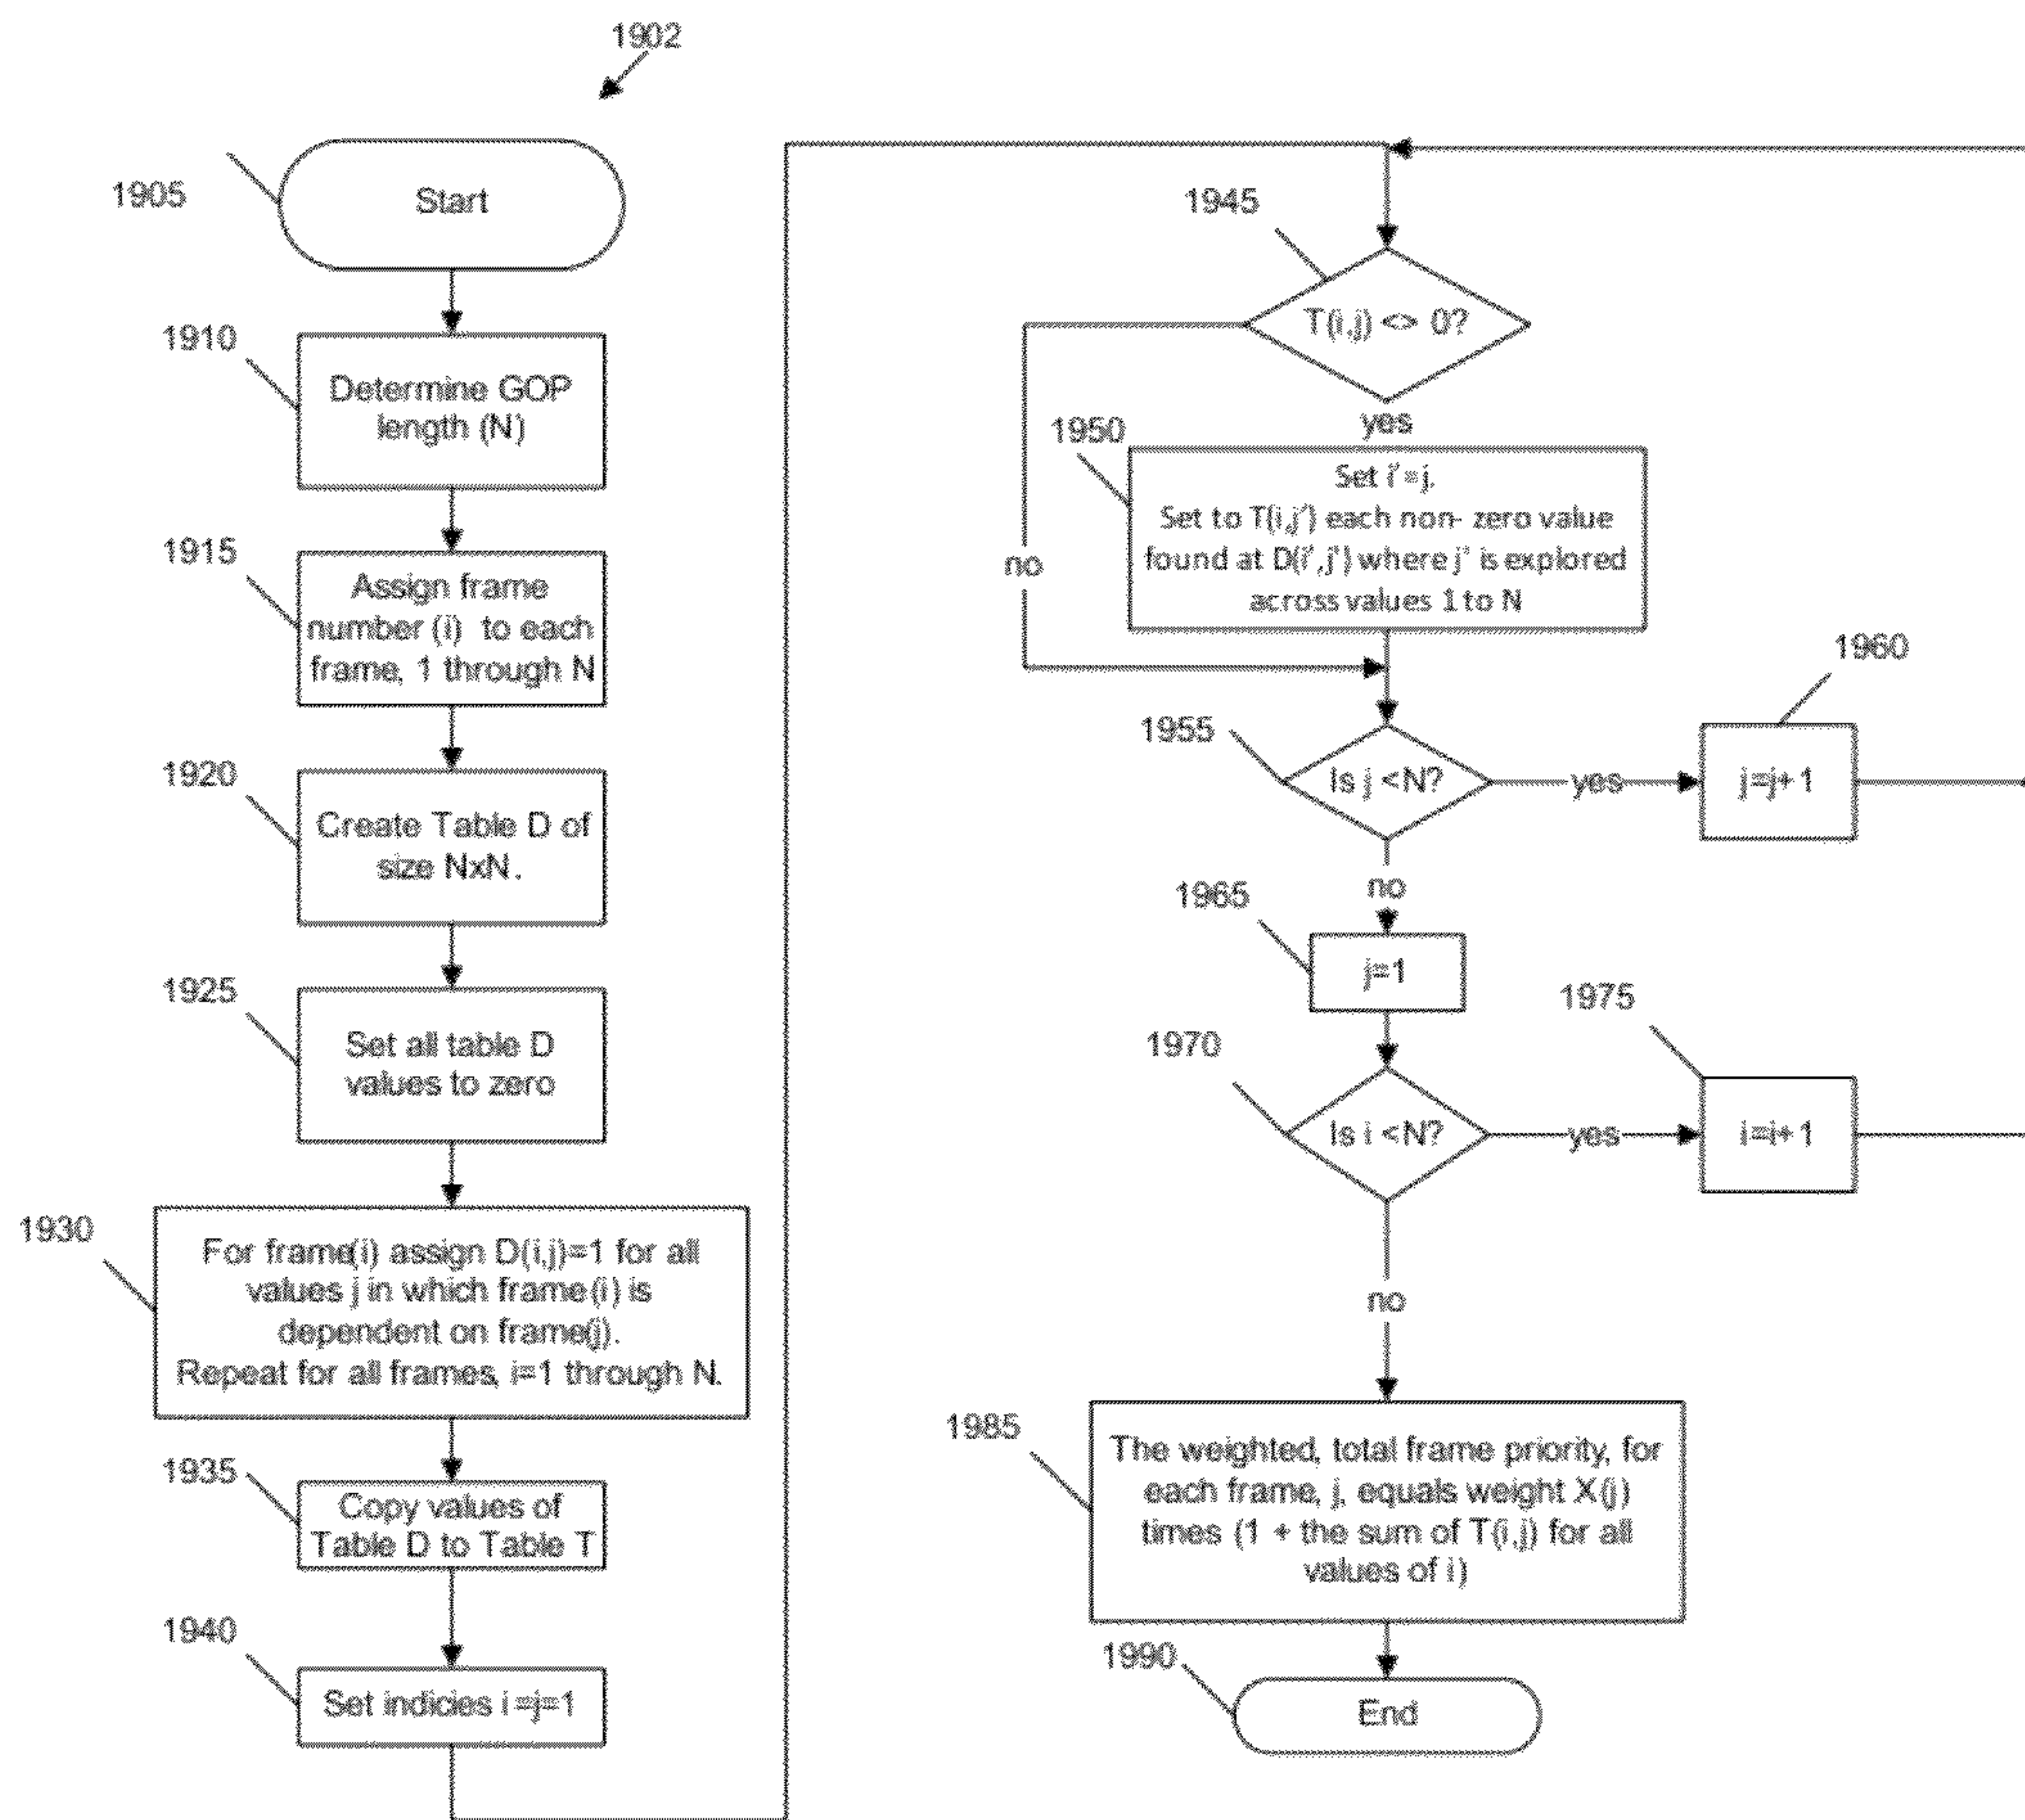 1902
1905
Start
1910
Determine GOP
length (N)
1915
Assign frame
number (i) to each
frame, 1 through N
1920
Create Table D of
size NxN.
1925
Set all table D
values to zero
1930
For frame(i) assign D(i,j)=1 for all
values j in which frame(i) is
dependent on frame(j).
Repeat for all frames, i=1 through N.
1935
Copy values of
Table D to Table T
1940
Set indicies i=j=1
1945
T(i,j) <> 0?
yes
no
1950
Set i'=j.
Set to T(i,j') each non- zero value
found at D(i',j') where j' is explored
across values 1 to N
1955
Is j <N?
yes
1960
j=j+1
no
1965
j=1
1970
Is i <N?
yes
1975
i=i+1
no
1985
The weighted, total frame priority, for
each frame, j, equals weight X(j)
times (1 + the sum of T(i,j) for all
values of i)
1990
End